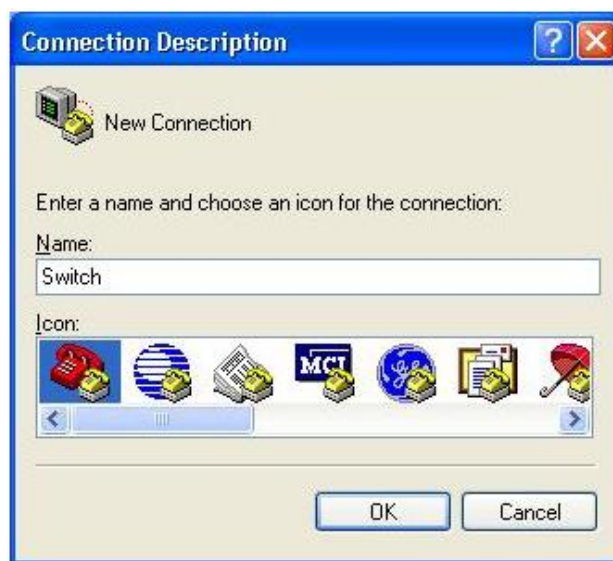 Connection Description
New Connection
Enter a name and choose an icon for the connection:
Name:
Switch
Icon:
MCI
OK Cancel